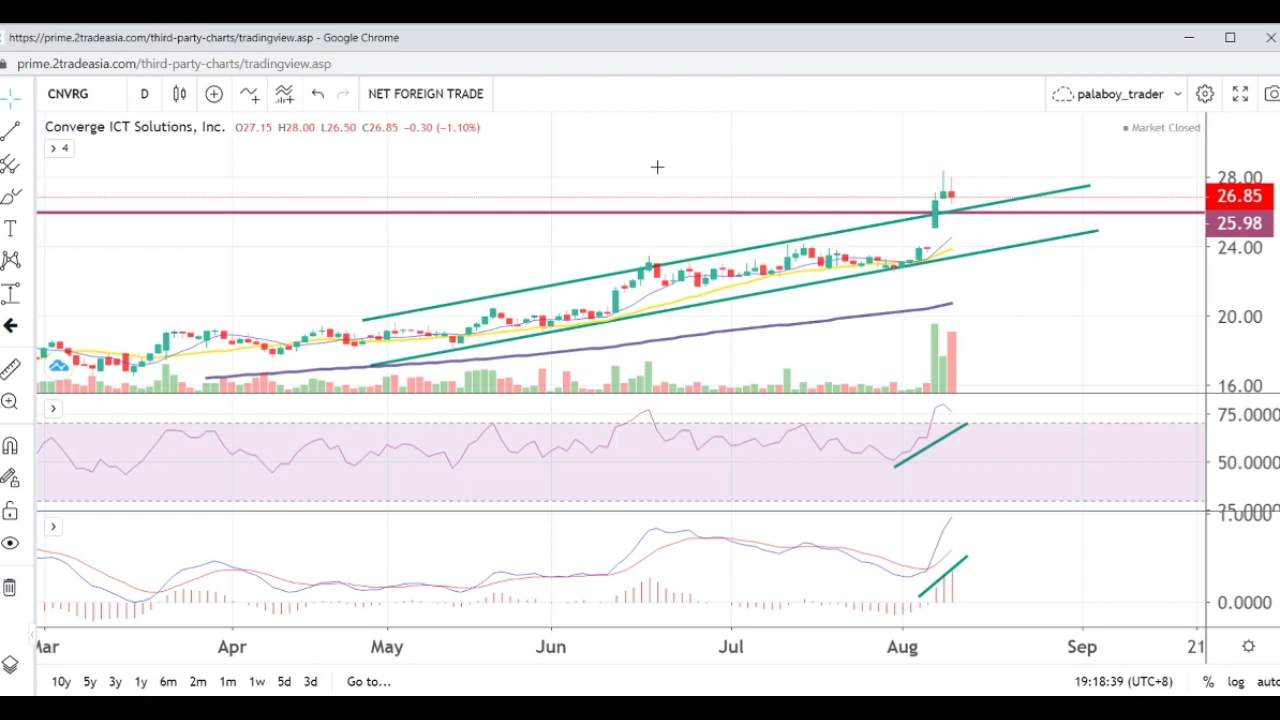 https://prime.2tradeasia.com/third-party-charts/tradingview.asp - Google Chrome
prime.2tradeasia.com/third-party-charts/tradingview.asp
CNVRG D NET FOREIGN TRADE palaboy_trader
Converge ICT Solutions, Inc. O27.15 H28.00 L26.50 C26.85 −0.30 (−1.10%) Market Closed
4
28.00
26.85
25.98
24.00
20.00
16.00
75.0000
50.0000
25.0000
1.0000
0.0000
Mar Apr May Jun Jul Aug Sep 21
10y 5y 3y 1y 6m 2m 1m 1w 5d 3d Go to... 19:18:39 (UTC+8) % log auto